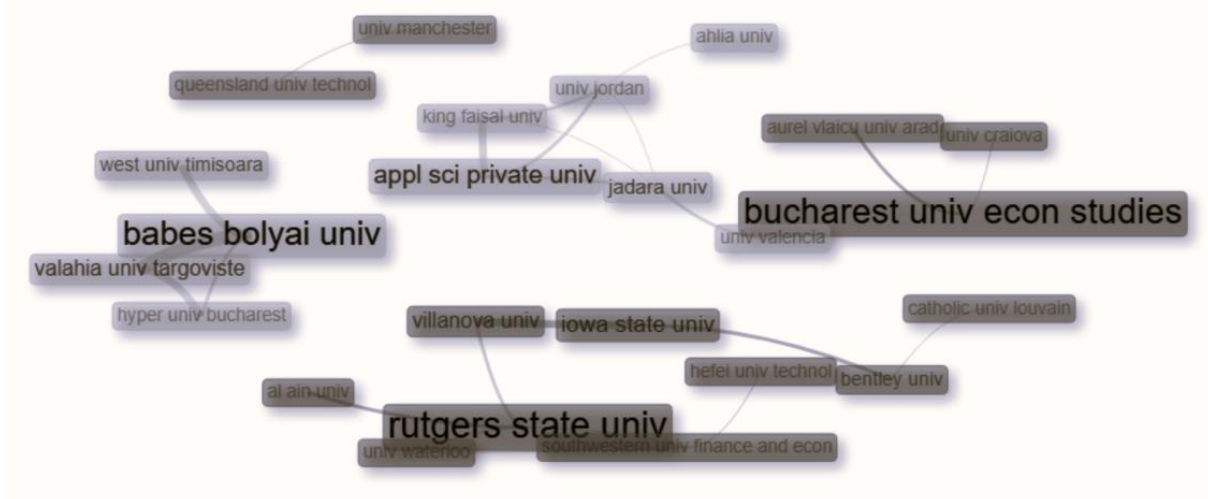 univ manchester
ahlia univ
queensland univ technol
univ jordan
king faisal univ
aurel vlaicu univ arad
univ craiova
west univ timisoara
appl sci private univ
jadara univ
bucharest univ econ studies
babes bolyai univ
univ valencia
valahia univ targoviste
hyper univ bucharest
catholic univ louvain
villanova univ
iowa state univ
hefei univ technol
bentley univ
al ain univ
rutgers state univ
southwestern univ finance and econ
univ waterloo